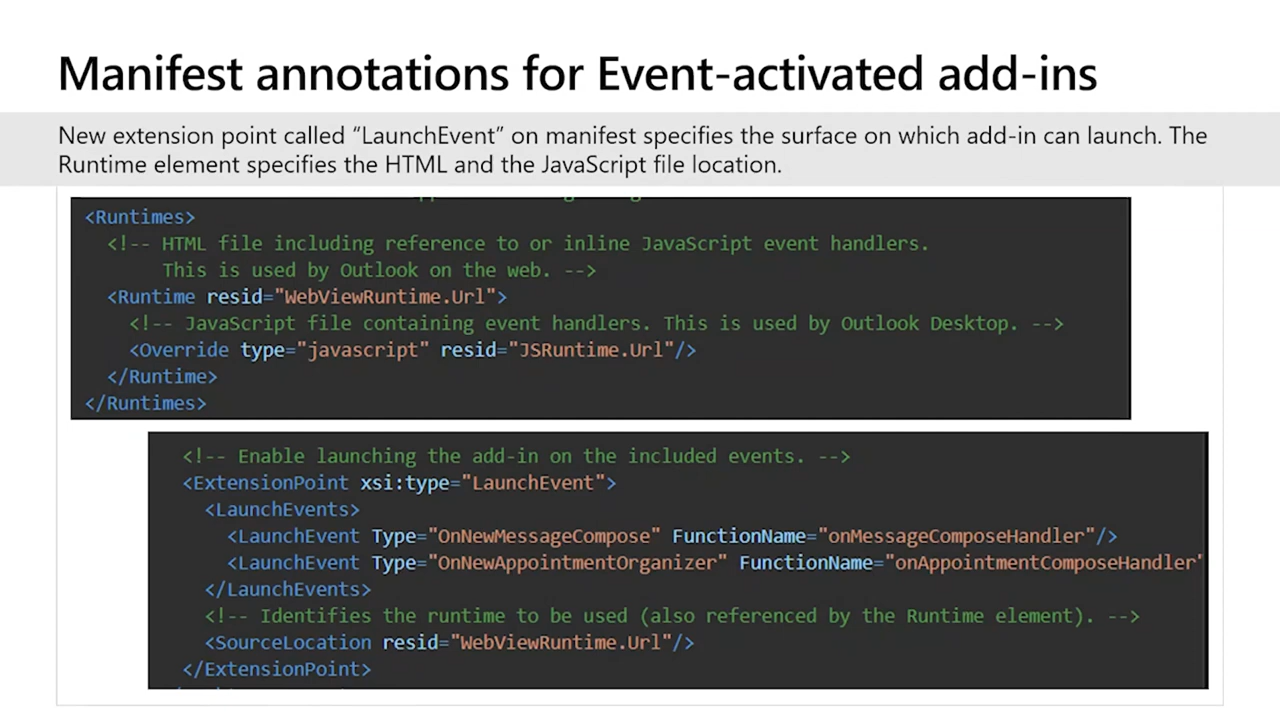 Manifest annotations for Event-activated add-ins
New extension point called “LaunchEvent” on manifest specifies the surface on which add-in can launch. The
Runtime element specifies the HTML and the JavaScript file location.
<Runtimes>
<!-- HTML file including reference to or inline JavaScript event handlers.
This is used by Outlook on the web. -->
<Runtime resid="WebViewRuntime.Url">
<!-- JavaScript file containing event handlers. This is used by Outlook Desktop. -->
<Override type="javascript" resid="JSRuntime.Url"/>
</Runtime>
</Runtimes>
<!-- Enable launching the add-in on the included events. -->
<ExtensionPoint xsi:type="LaunchEvent">
<LaunchEvents>
<LaunchEvent Type="OnNewMessageCompose" FunctionName="onMessageComposeHandler"/>
<LaunchEvent Type="OnNewAppointmentOrganizer" FunctionName="onAppointmentComposeHandler"
</LaunchEvents>
<!-- Identifies the runtime to be used (also referenced by the Runtime element). -->
<SourceLocation resid="WebViewRuntime.Url"/>
</ExtensionPoint>